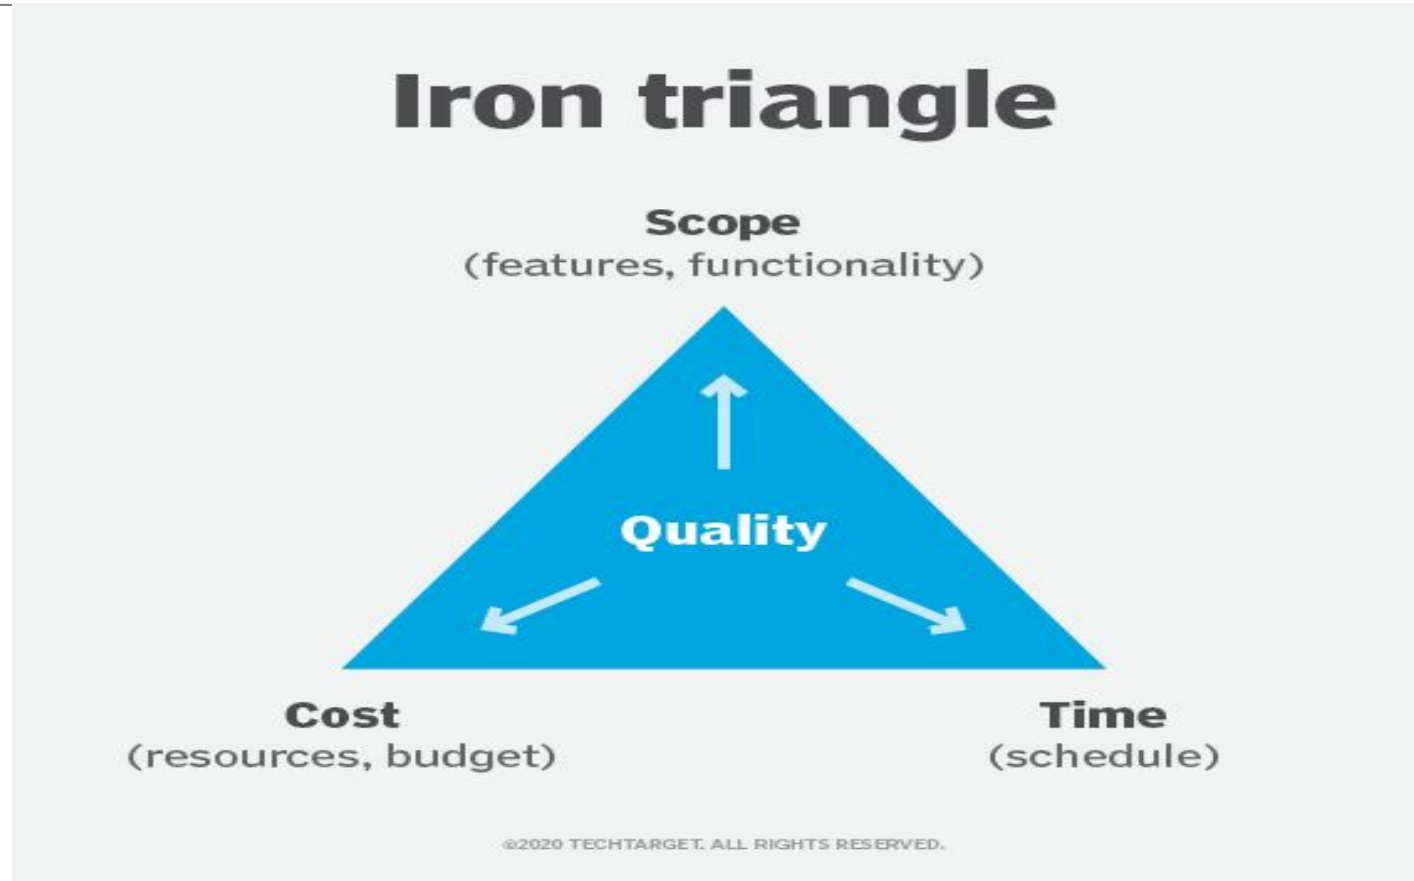 Iron triangle
Scope
(features, functionality)
Quality
Cost
(resources, budget)
Time
(schedule)
©2020 TECHTARGET. ALL RIGHTS RESERVED.